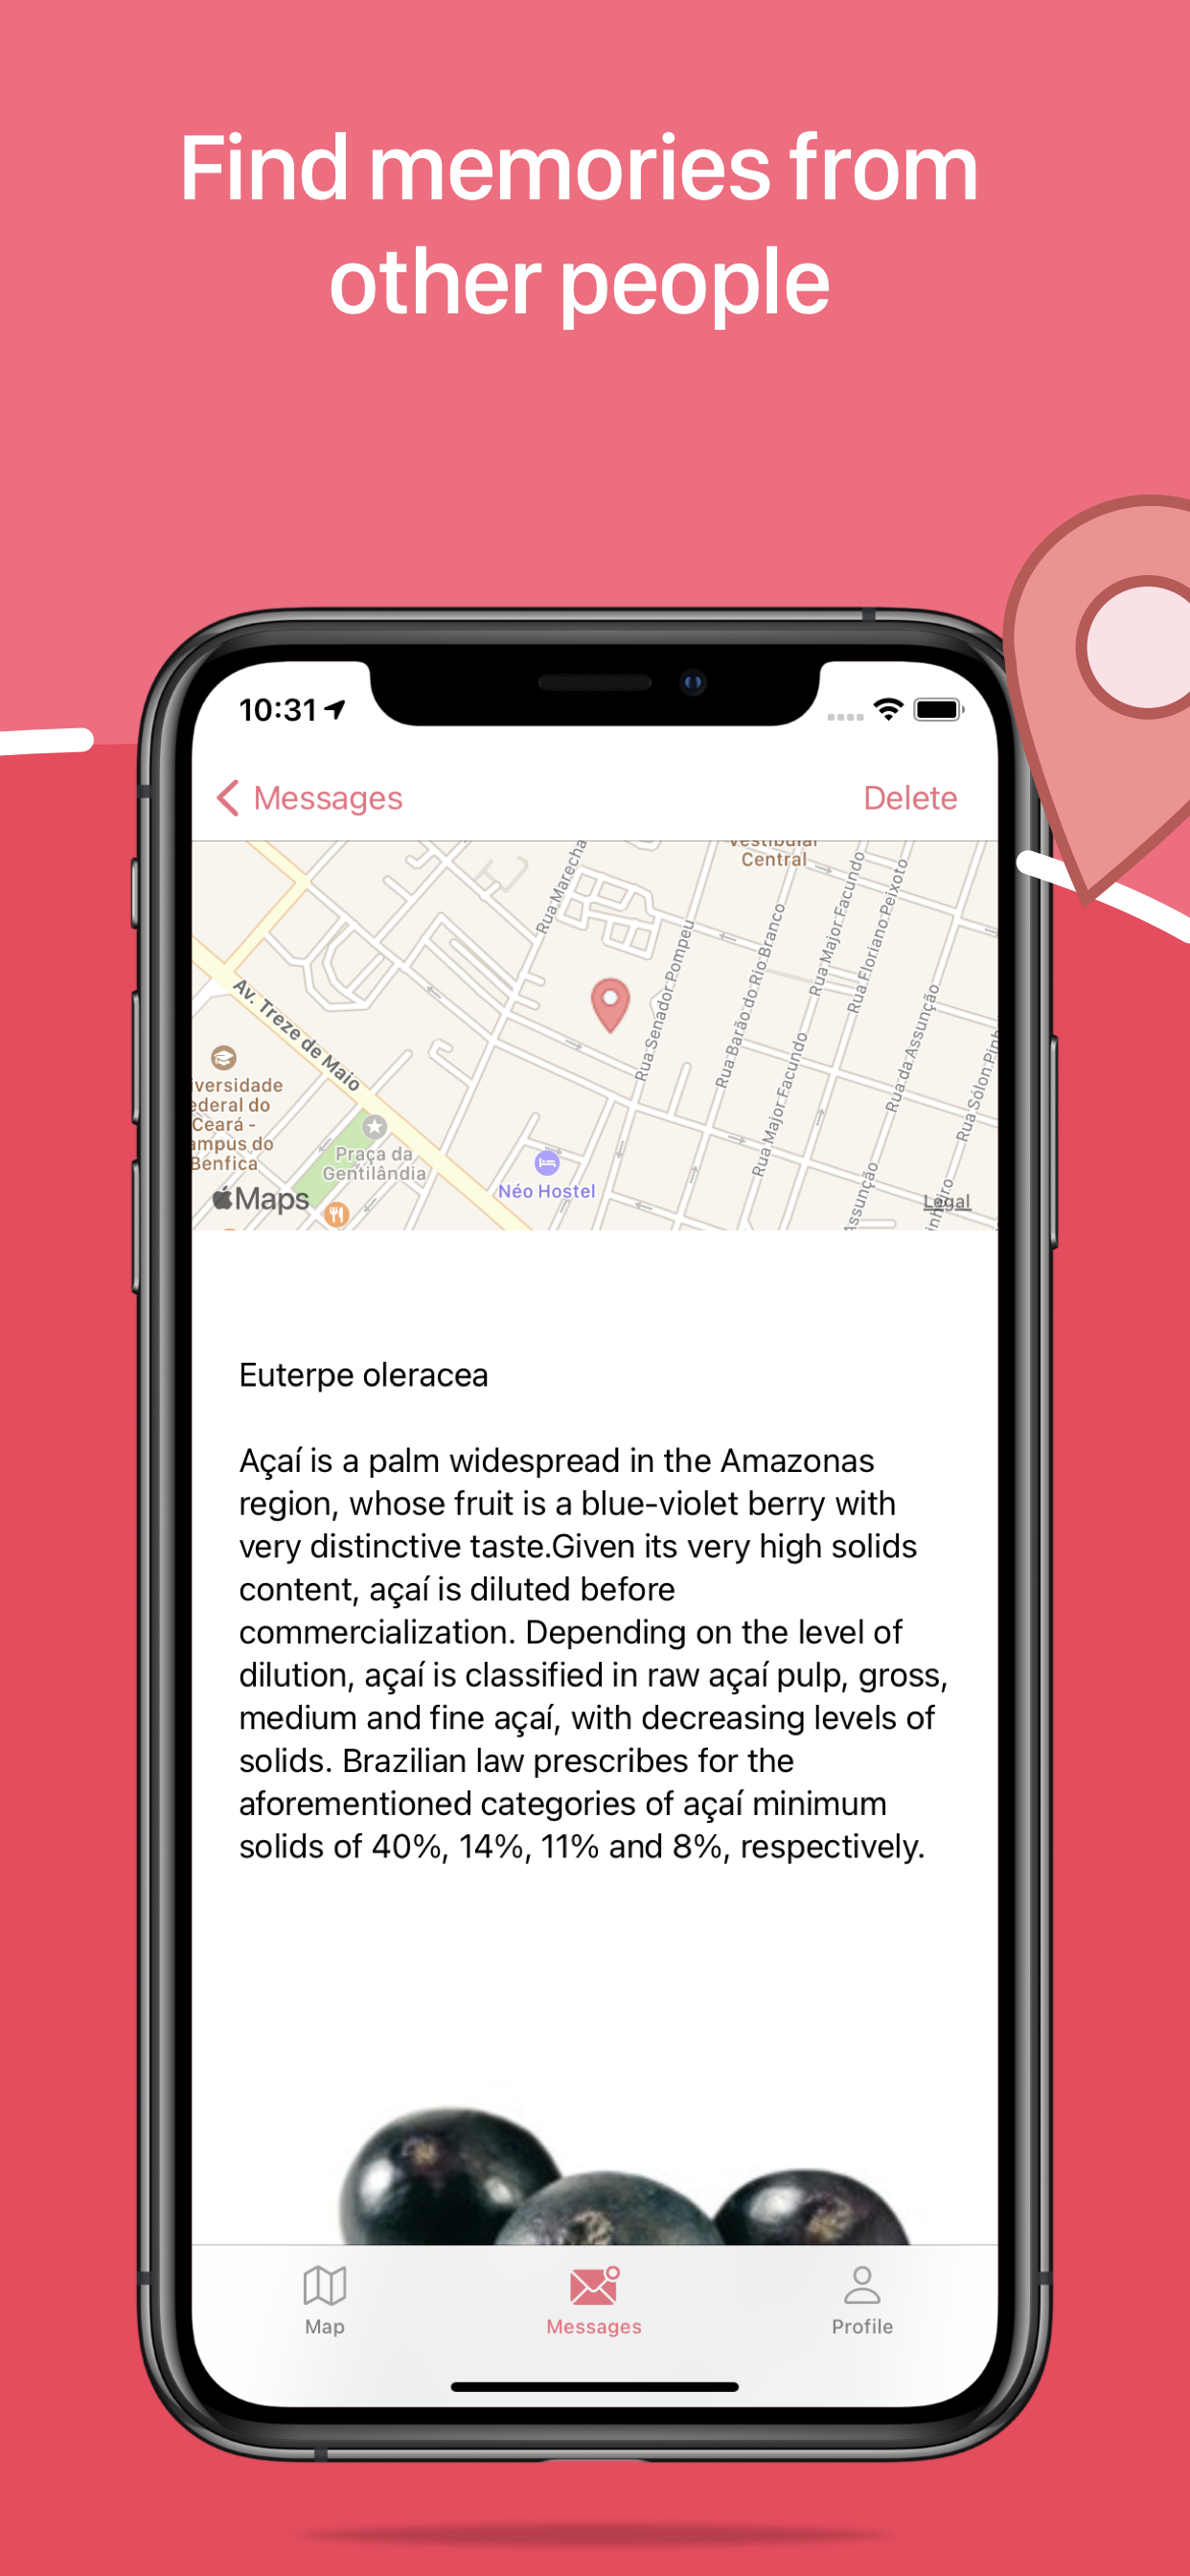 Find memories from
other people
10:31
Messages
Delete
Central
Rua Marecha
Rua Senador Pompeu
Rua Barão do Rio Branco
Rua Major Facundo
Rua Floriano Peixoto
Av. Treze de Maio
Rua Major Facundo
Rua da Assunção
Rua Sólon Pinh
iversidade
ederal do
Ceará -
ampus do
Benfica
Praça da
Gentilândia
Néo Hostel
Maps
Assunção
inheiro
Legal
Euterpe oleracea
Açaí is a palm widespread in the Amazonas
region, whose fruit is a blue-violet berry with
very distinctive taste.Given its very high solids
content, açaí is diluted before
commercialization. Depending on the level of
dilution, açaí is classified in raw açaí pulp, gross,
medium and fine açaí, with decreasing levels of
solids. Brazilian law prescribes for the
aforementioned categories of açaí minimum
solids of 40%, 14%, 11% and 8%, respectively.
Map
Messages
Profile